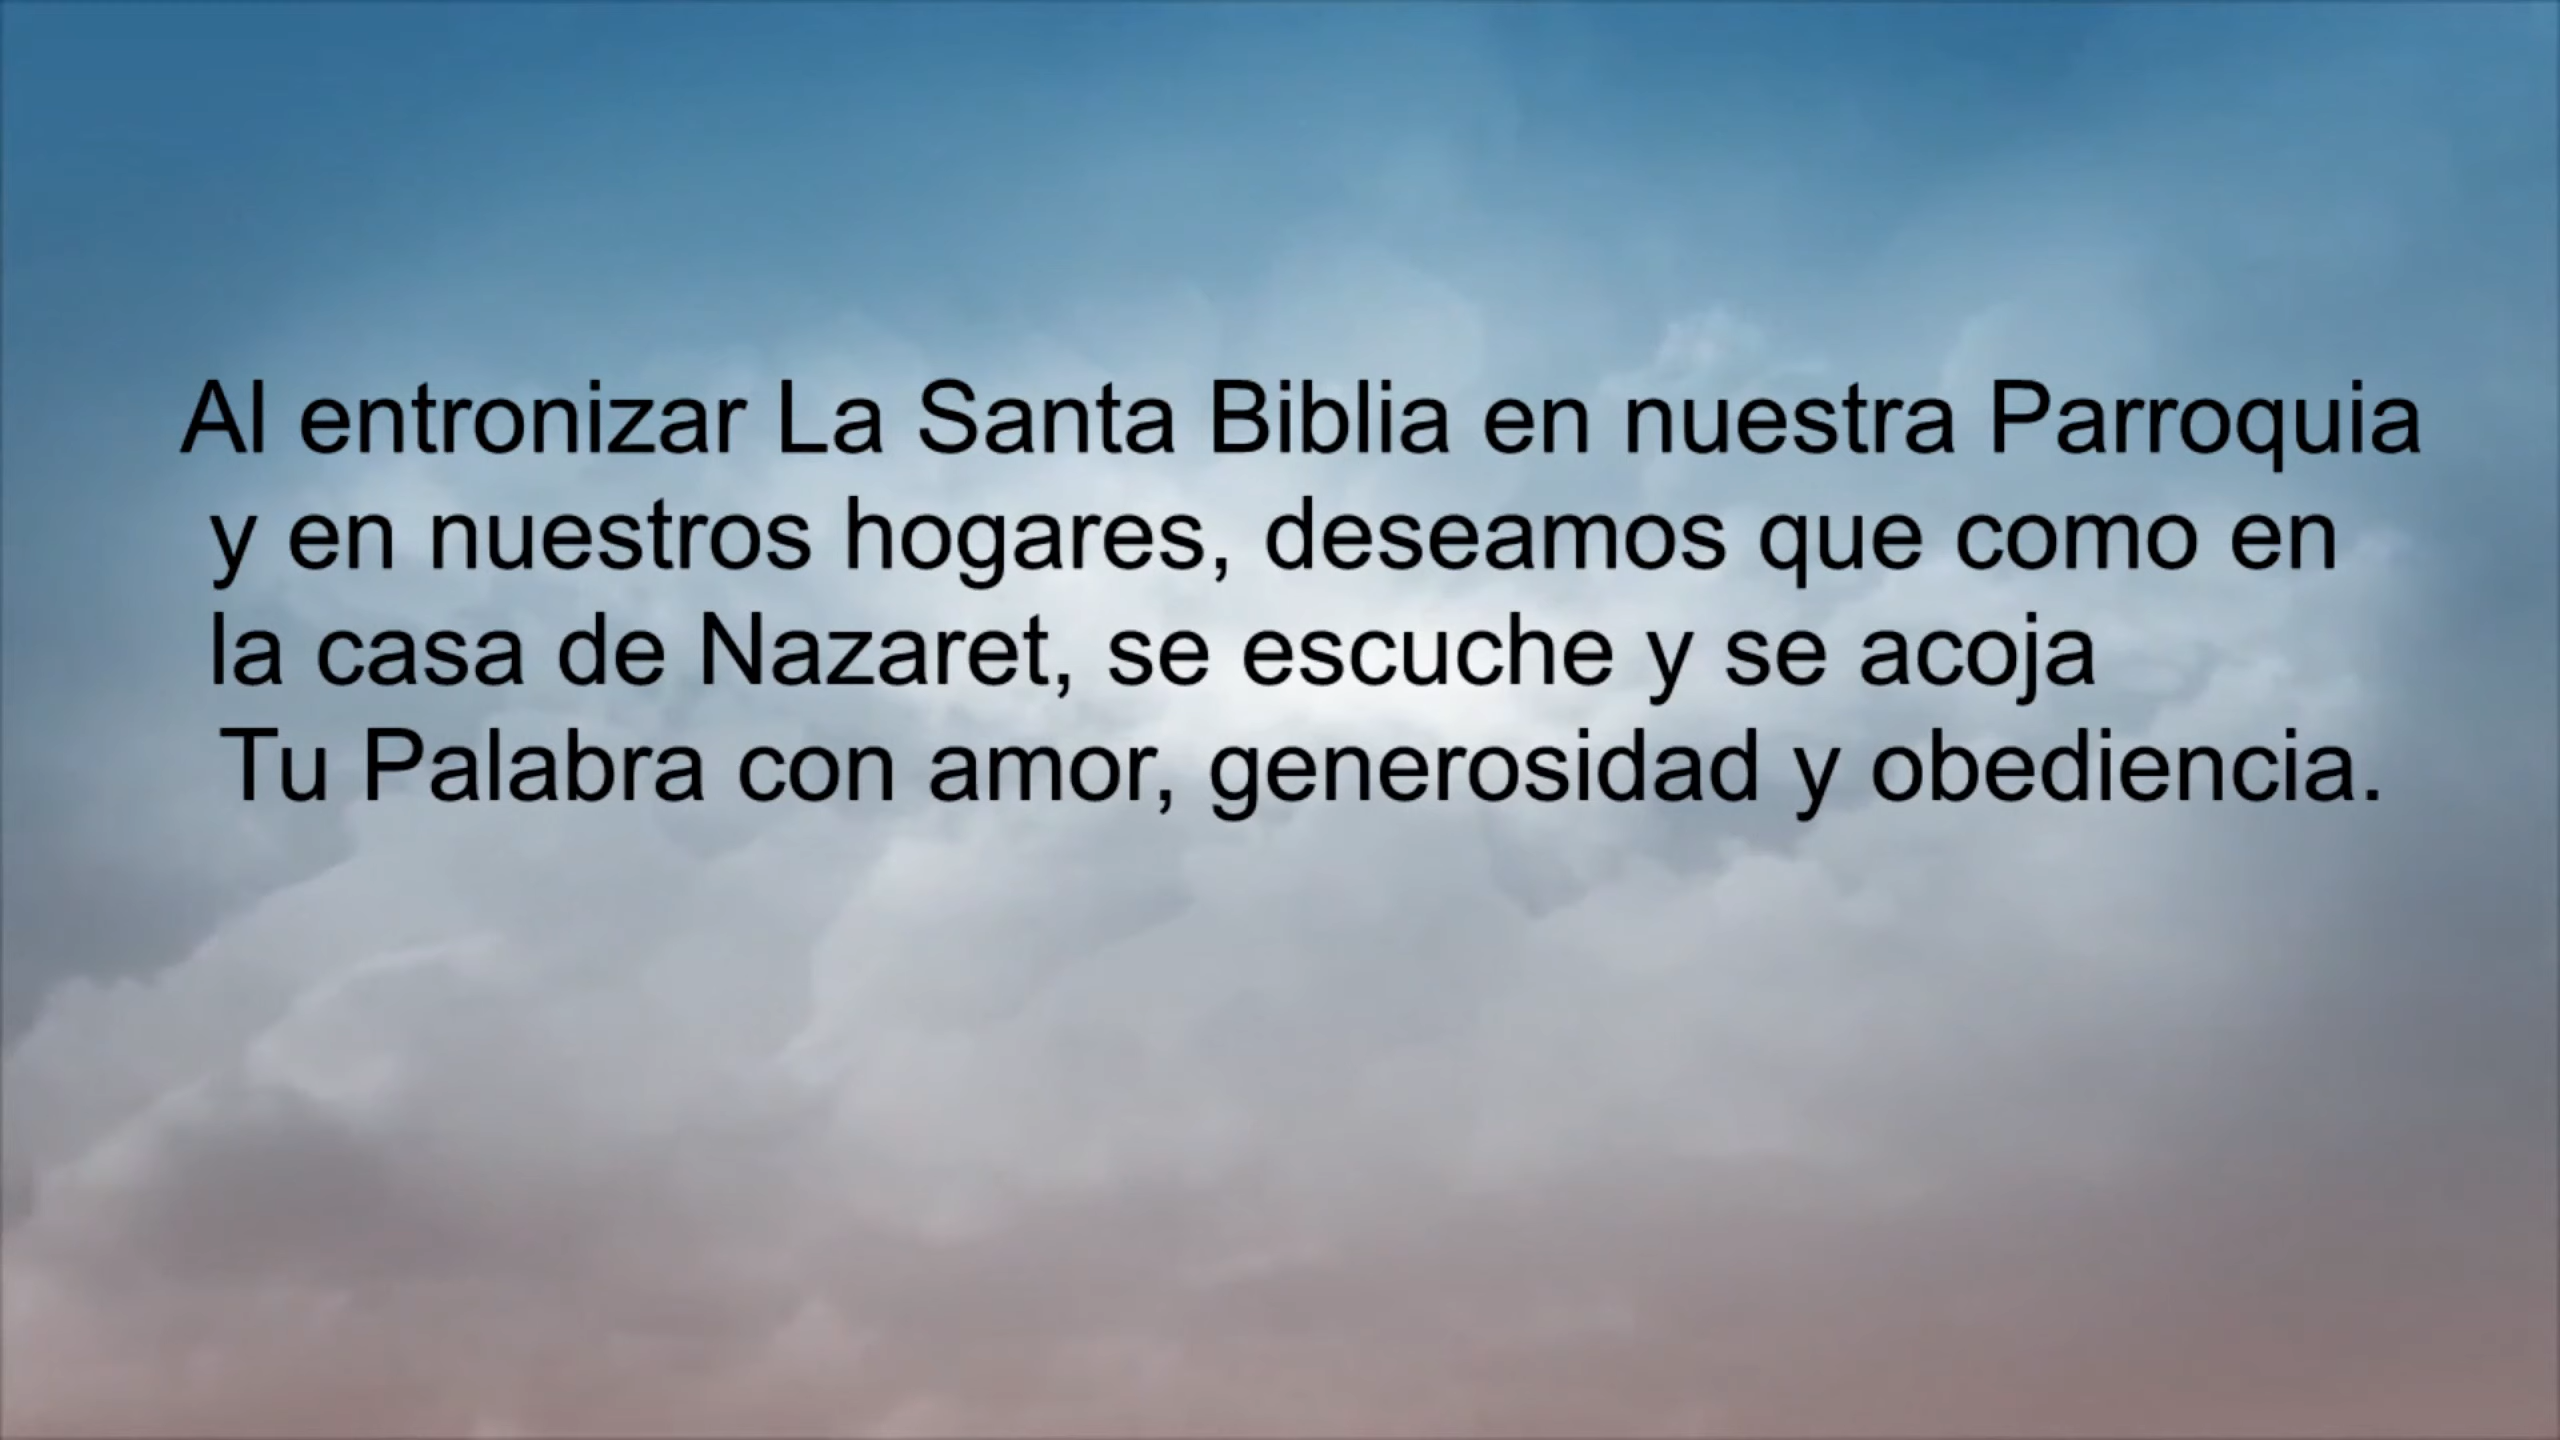 Al entronizar La Santa Biblia en nuestra Parroquia
y en nuestros hogares, deseamos que como en
la casa de Nazaret, se escuche y se acoja
Tu Palabra con amor, generosidad y obediencia.